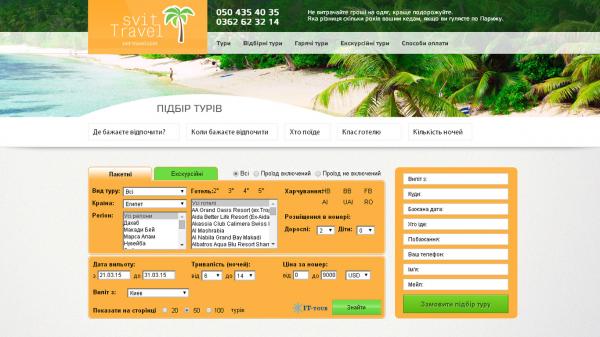 svit
Travel
svit-travel.com
050 435 40 35
0362 62 32 14
Не витрачайте гроші на одяг, краще подорожуйте.
Яка різниця скільки років вашим кедам, якщо ви гуляєте по Парижу.
Тури Відбірні тури Гарячі тури Екскурсійні тури Способи оплати
ПІДБІР ТУРІВ
Де бажаєте відпочити? Коли бажаєте відпочити Хто поїде Клас готелю Кількість ночей
Пакетні Екскурсійні Всі Проїзд включений Проїзд не включений
Вид туру: Всі Готель: 2* 3* 4* 5* Харчування: HB BB FB
Країна: Египет AI UAI RO
Регіон: Усі регіони
Дахаб
Макади Бей
Марса Алам
Нувейба
Усі готелі
AA Grand Oasis Resort (ex.Trop
Aida Better Life Resort (Ex-Aida
Akassia Club Calimera Swiss I
Al Mashrabia
Al Nabila Grand Bay Makadi
Albatros Aqua Blu Resort Sharr
Розміщення в номері:
Дорослі: 2 Діти: 0
Дата вильоту: Тривалість (ночей): Ціна за номер:
з 21.03.15 до 31.03.15 від 6 до 14 від 0 до 9000 USD
Виліт з: Киев
Показати на сторінці 20 50 100 турів IT-tour Знайти
Виліт з:
Куди:
Бажана дата:
Хто їде:
Побажання:
Ваш телефон:
Ім'я:
Мейл:
Замовити підбір туру